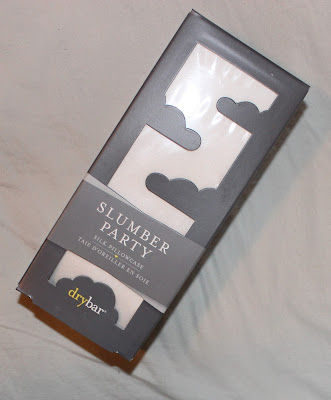 SLUMBER
PARTY
SILK PILLOWCASE
TAIE D'OREILLER EN SOIE
drybar